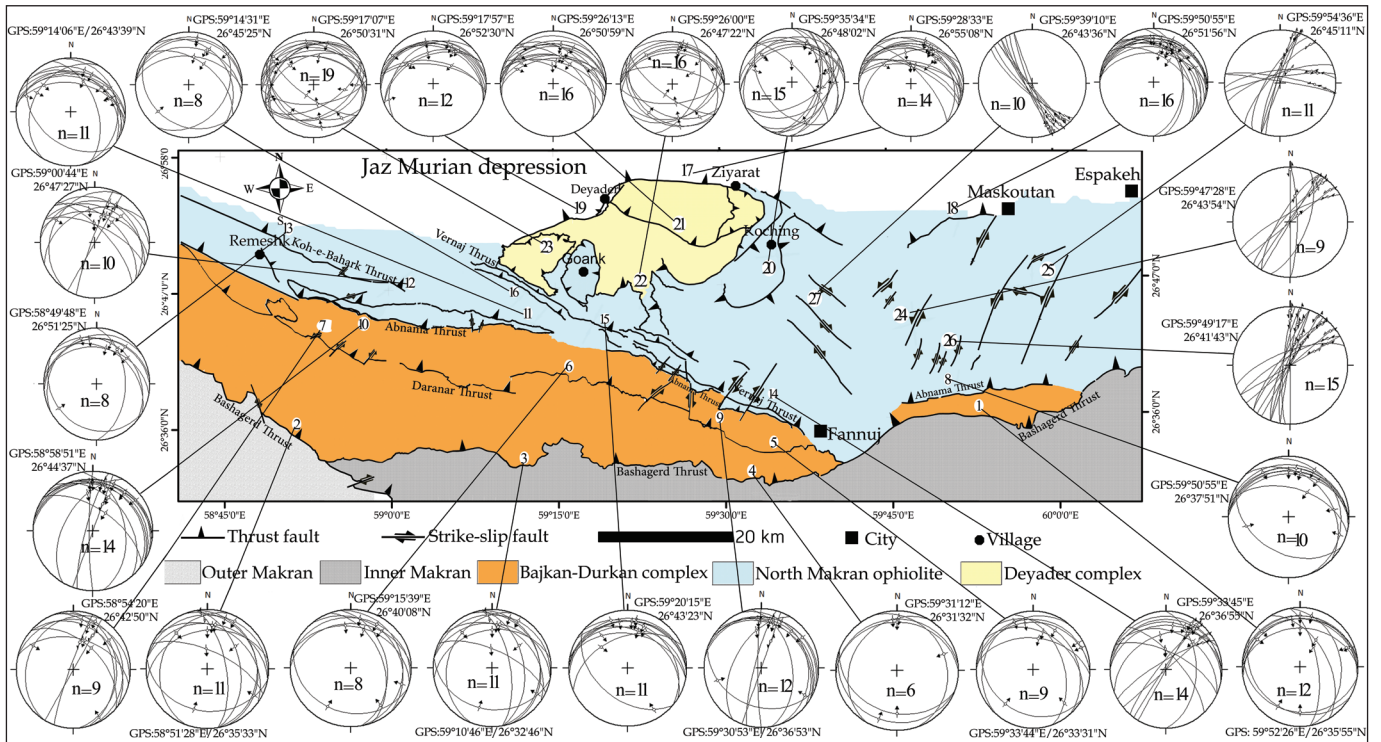 GPS:59°14'06"E/26°43'39"N
N
n=11
GPS:59°14'31"E
26°45'25"N
N
n=8
GPS:59°17'07"E
26°50'31"N
N
n=19
GPS:59°17'57"E
26°52'30"N
N
n=12
GPS:59°26'13"E
26°50'59"N
N
n=16
GPS:59°26'00"E
26°47'22"N
N
n=16
GPS:59°35'34"E
26°48'02"N
N
n=15
GPS:59°28'33"E
26°55'08"N
N
n=14
GPS:59°39'10"E
26°43'36"N
N
n=10
GPS:59°50'55"E
26°51'56"N
N
n=16
GPS:59°54'36"E
26°45'11"N
N
n=11
GPS:59°00'44"E
26°47'27"N
N
n=10
GPS:58°49'48"E
26°51'25"N
N
n=8
GPS:58°58'51"E
26°44'37"N
N
n=14
GPS:59°47'28"E
26°43'54"N
N
n=9
GPS:59°49'17"E
26°41'43"N
N
n=15
GPS:59°50'55"E
26°37'51"N
N
n=10
Jaz Murian depression
N
W
E
S
26°58'0
26°47'0"N
26°36'0"N
26°47'0"N
26°36'0"N
17
Ziyarat
Deyader
19
21
Maskoutan
Espakeh
18
13
Remeshk
Koh-e-Bahark Thrust
12
Vernaj Thrust
23
Goank
Koching
20
22
25
16
27
24
11
15
7
10
Abnama Thrust
26
6
8
Abnama Thrust
Daranar Thrust
Abnama Thrust
Vernaj Thrust
14
1
Bashagerd Thrust
Bashagerd Thrust
2
9
Fannuj
5
3
Bashagerd Thrust
4
58°45'0"E
59°0'0"E
59°15'0"E
59°30'0"E
59°45'0"E
60°0'0"E
Thrust fault
Strike-slip fault
20 km
City
Village
Outer Makran
Inner Makran
Bajkan-Durkan complex
North Makran ophiolite
Deyader complex
GPS:58°54'20"E
26°42'50"N
N
n=9
N
n=11
GPS:58°51'28"E/26°35'33"N
GPS:59°15'39"E
26°40'08"N
N
n=8
N
n=11
GPS:59°10'46"E/26°32'46"N
GPS:59°20'15"E
26°43'23"N
N
n=11
N
n=12
GPS:59°30'53"E/26°36'53"N
GPS:59°31'12"E
26°31'32"N
N
n=6
N
n=9
GPS:59°33'44"E/26°33'31"N
GPS:59°33'45"E
26°36'55"N
N
n=14
N
n=12
GPS:59°52'26"E/26°35'55"N